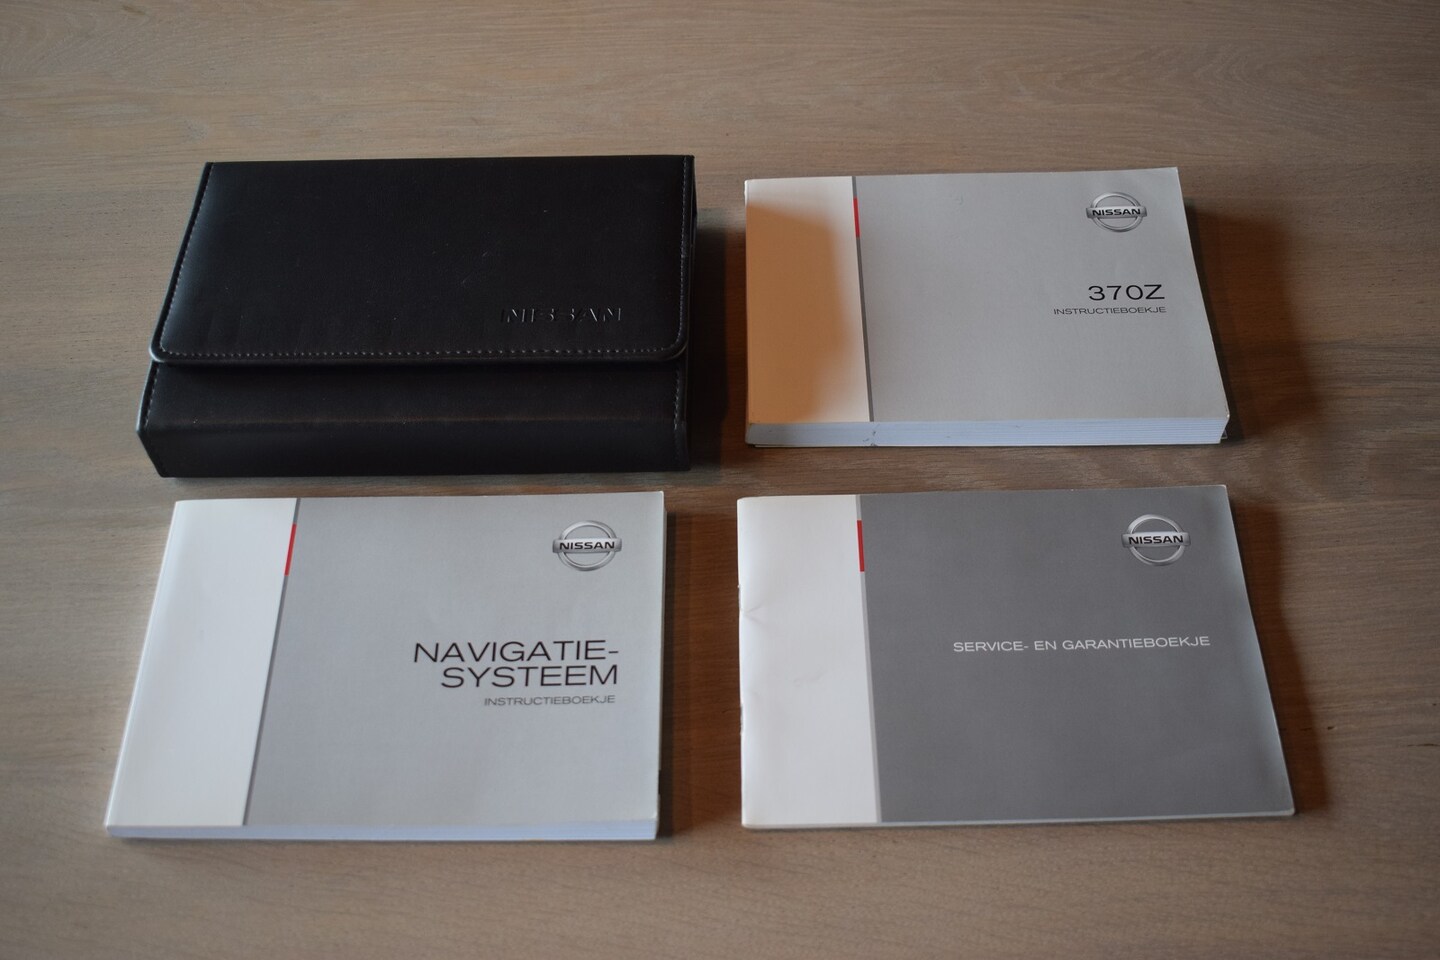 NISSAN
NISSAN
370Z
INSTRUCTIEBOEKJE
NISSAN
NAVIGATIE-
SYSTEEM
INSTRUCTIEBOEKJE
NISSAN
SERVICE- EN GARANTIEBOEKJE